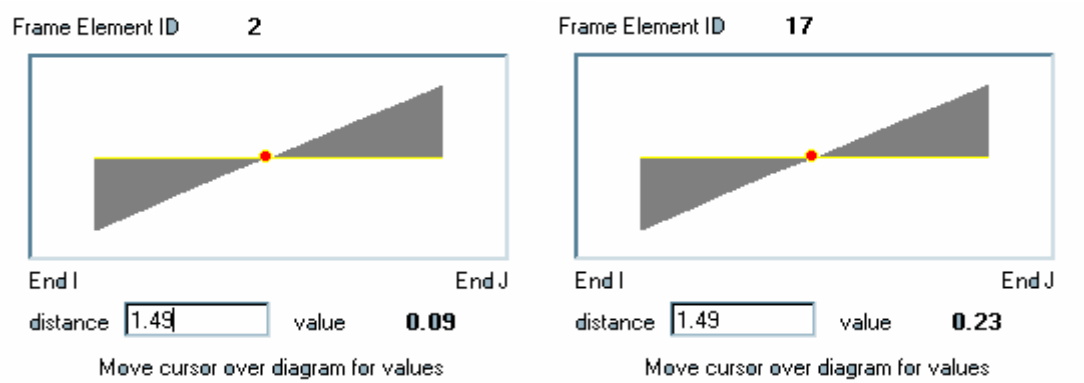 Frame Element ID 2
End I End J
distance 1.49 value 0.09
Move cursor over diagram for values
Frame Element ID 17
End I End J
distance 1.49 value 0.23
Move cursor over diagram for values